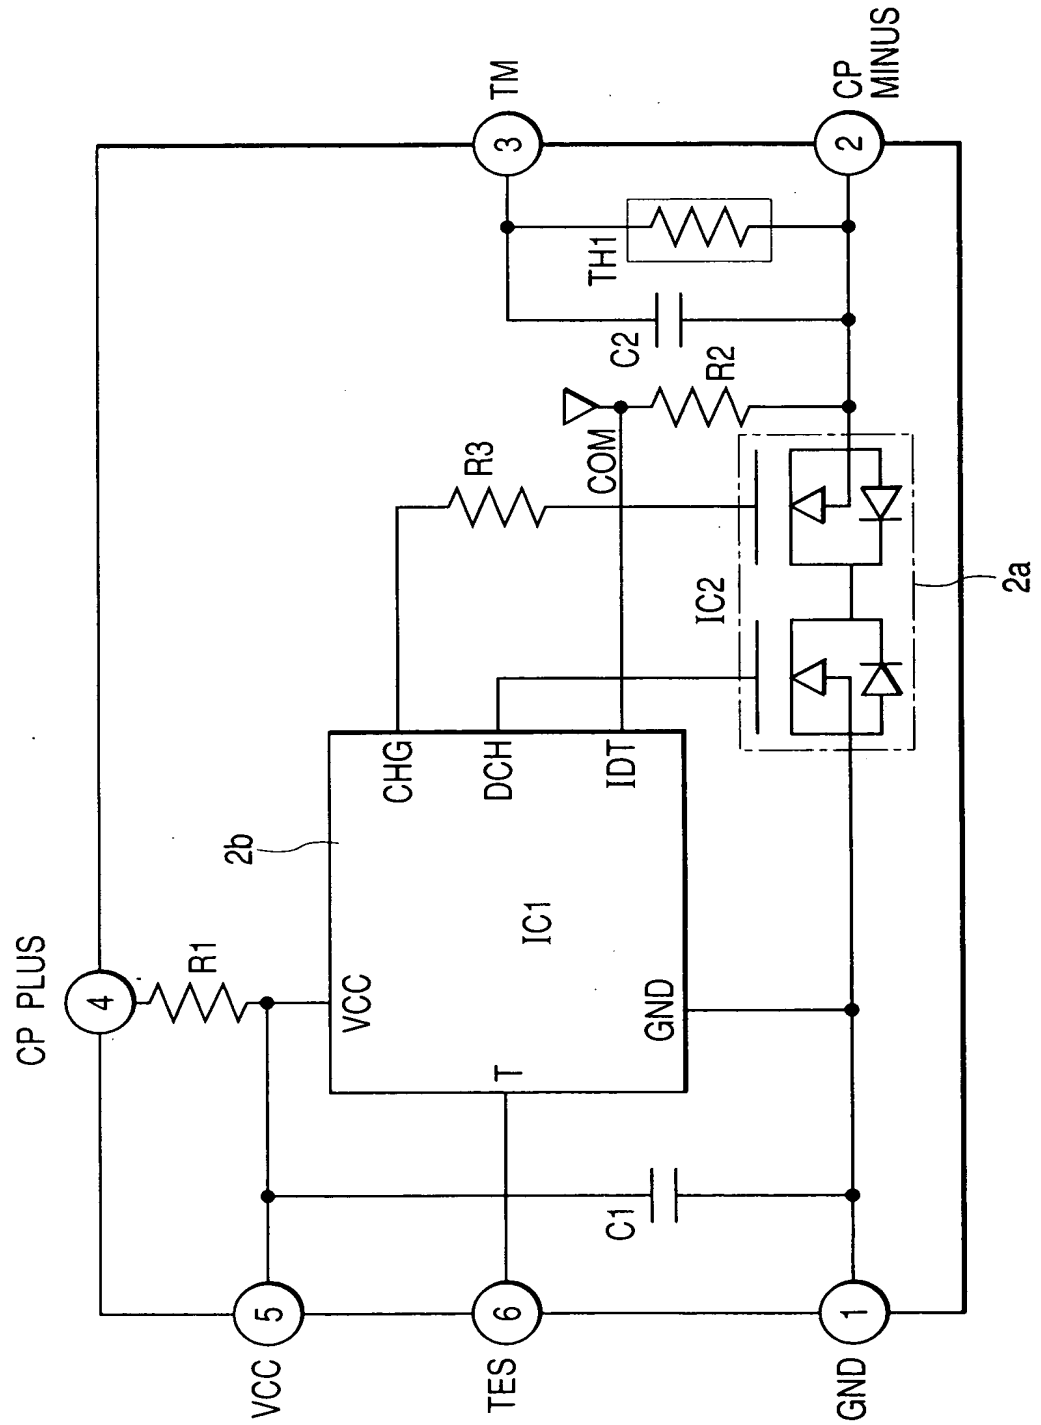 CP PLUS
4
R1
VCC
5
TES
6
GND
1
C1
VCC
T
GND
IC1
2b
CHG
DCH
IDT
R3
COM
R2
C2
TH1
IC2
2a
TM
3
CP
MINUS
2